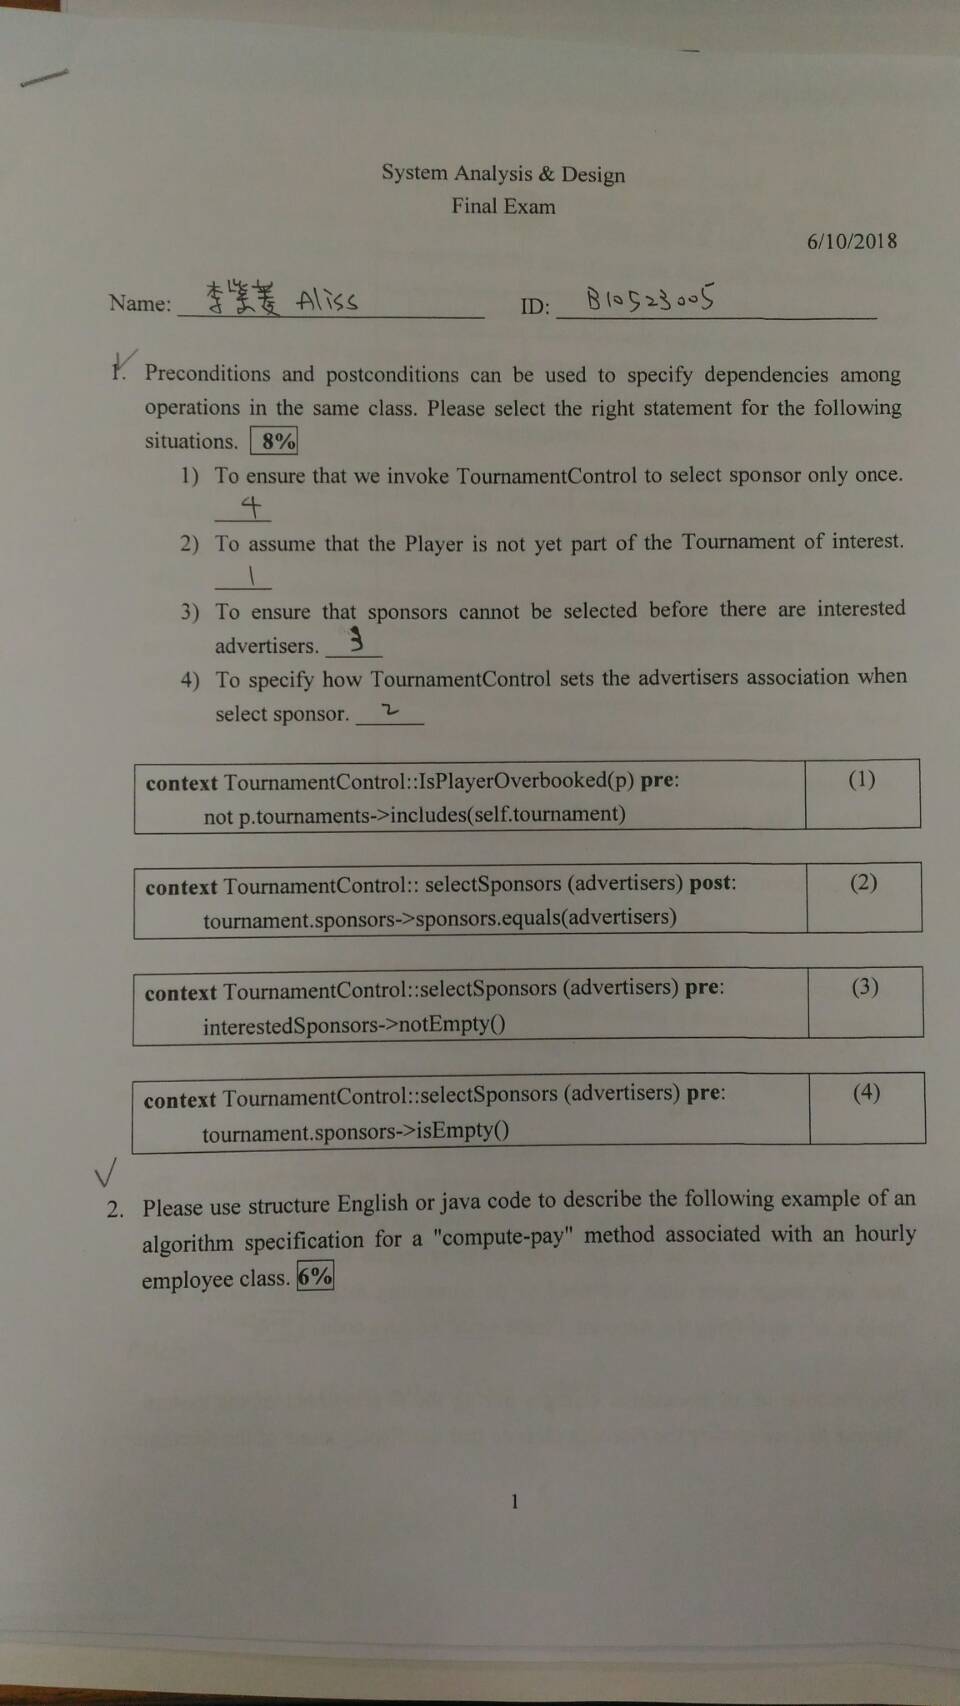 System Analysis & Design
Final Exam
6/10/2018
Name: 李 Aliss ID: B10523005
1. Preconditions and postconditions can be used to specify dependencies among
operations in the same class. Please select the right statement for the following
situations. 8%
1) To ensure that we invoke TournamentControl to select sponsor only once.
4
2) To assume that the Player is not yet part of the Tournament of interest.
1
3) To ensure that sponsors cannot be selected before there are interested
advertisers. 3
4) To specify how TournamentControl sets the advertisers association when
select sponsor. 2
context TournamentControl::IsPlayerOverbooked(p) pre: (1)
not p.tournaments->includes(self.tournament)
context TournamentControl:: selectSponsors (advertisers) post: (2)
tournament.sponsors->sponsors.equals(advertisers)
context TournamentControl::selectSponsors (advertisers) pre: (3)
interestedSponsors->notEmpty()
context TournamentControl::selectSponsors (advertisers) pre: (4)
tournament.sponsors->isEmpty()
2. Please use structure English or java code to describe the following example of an
algorithm specification for a "compute-pay" method associated with an hourly
employee class. 6%
1